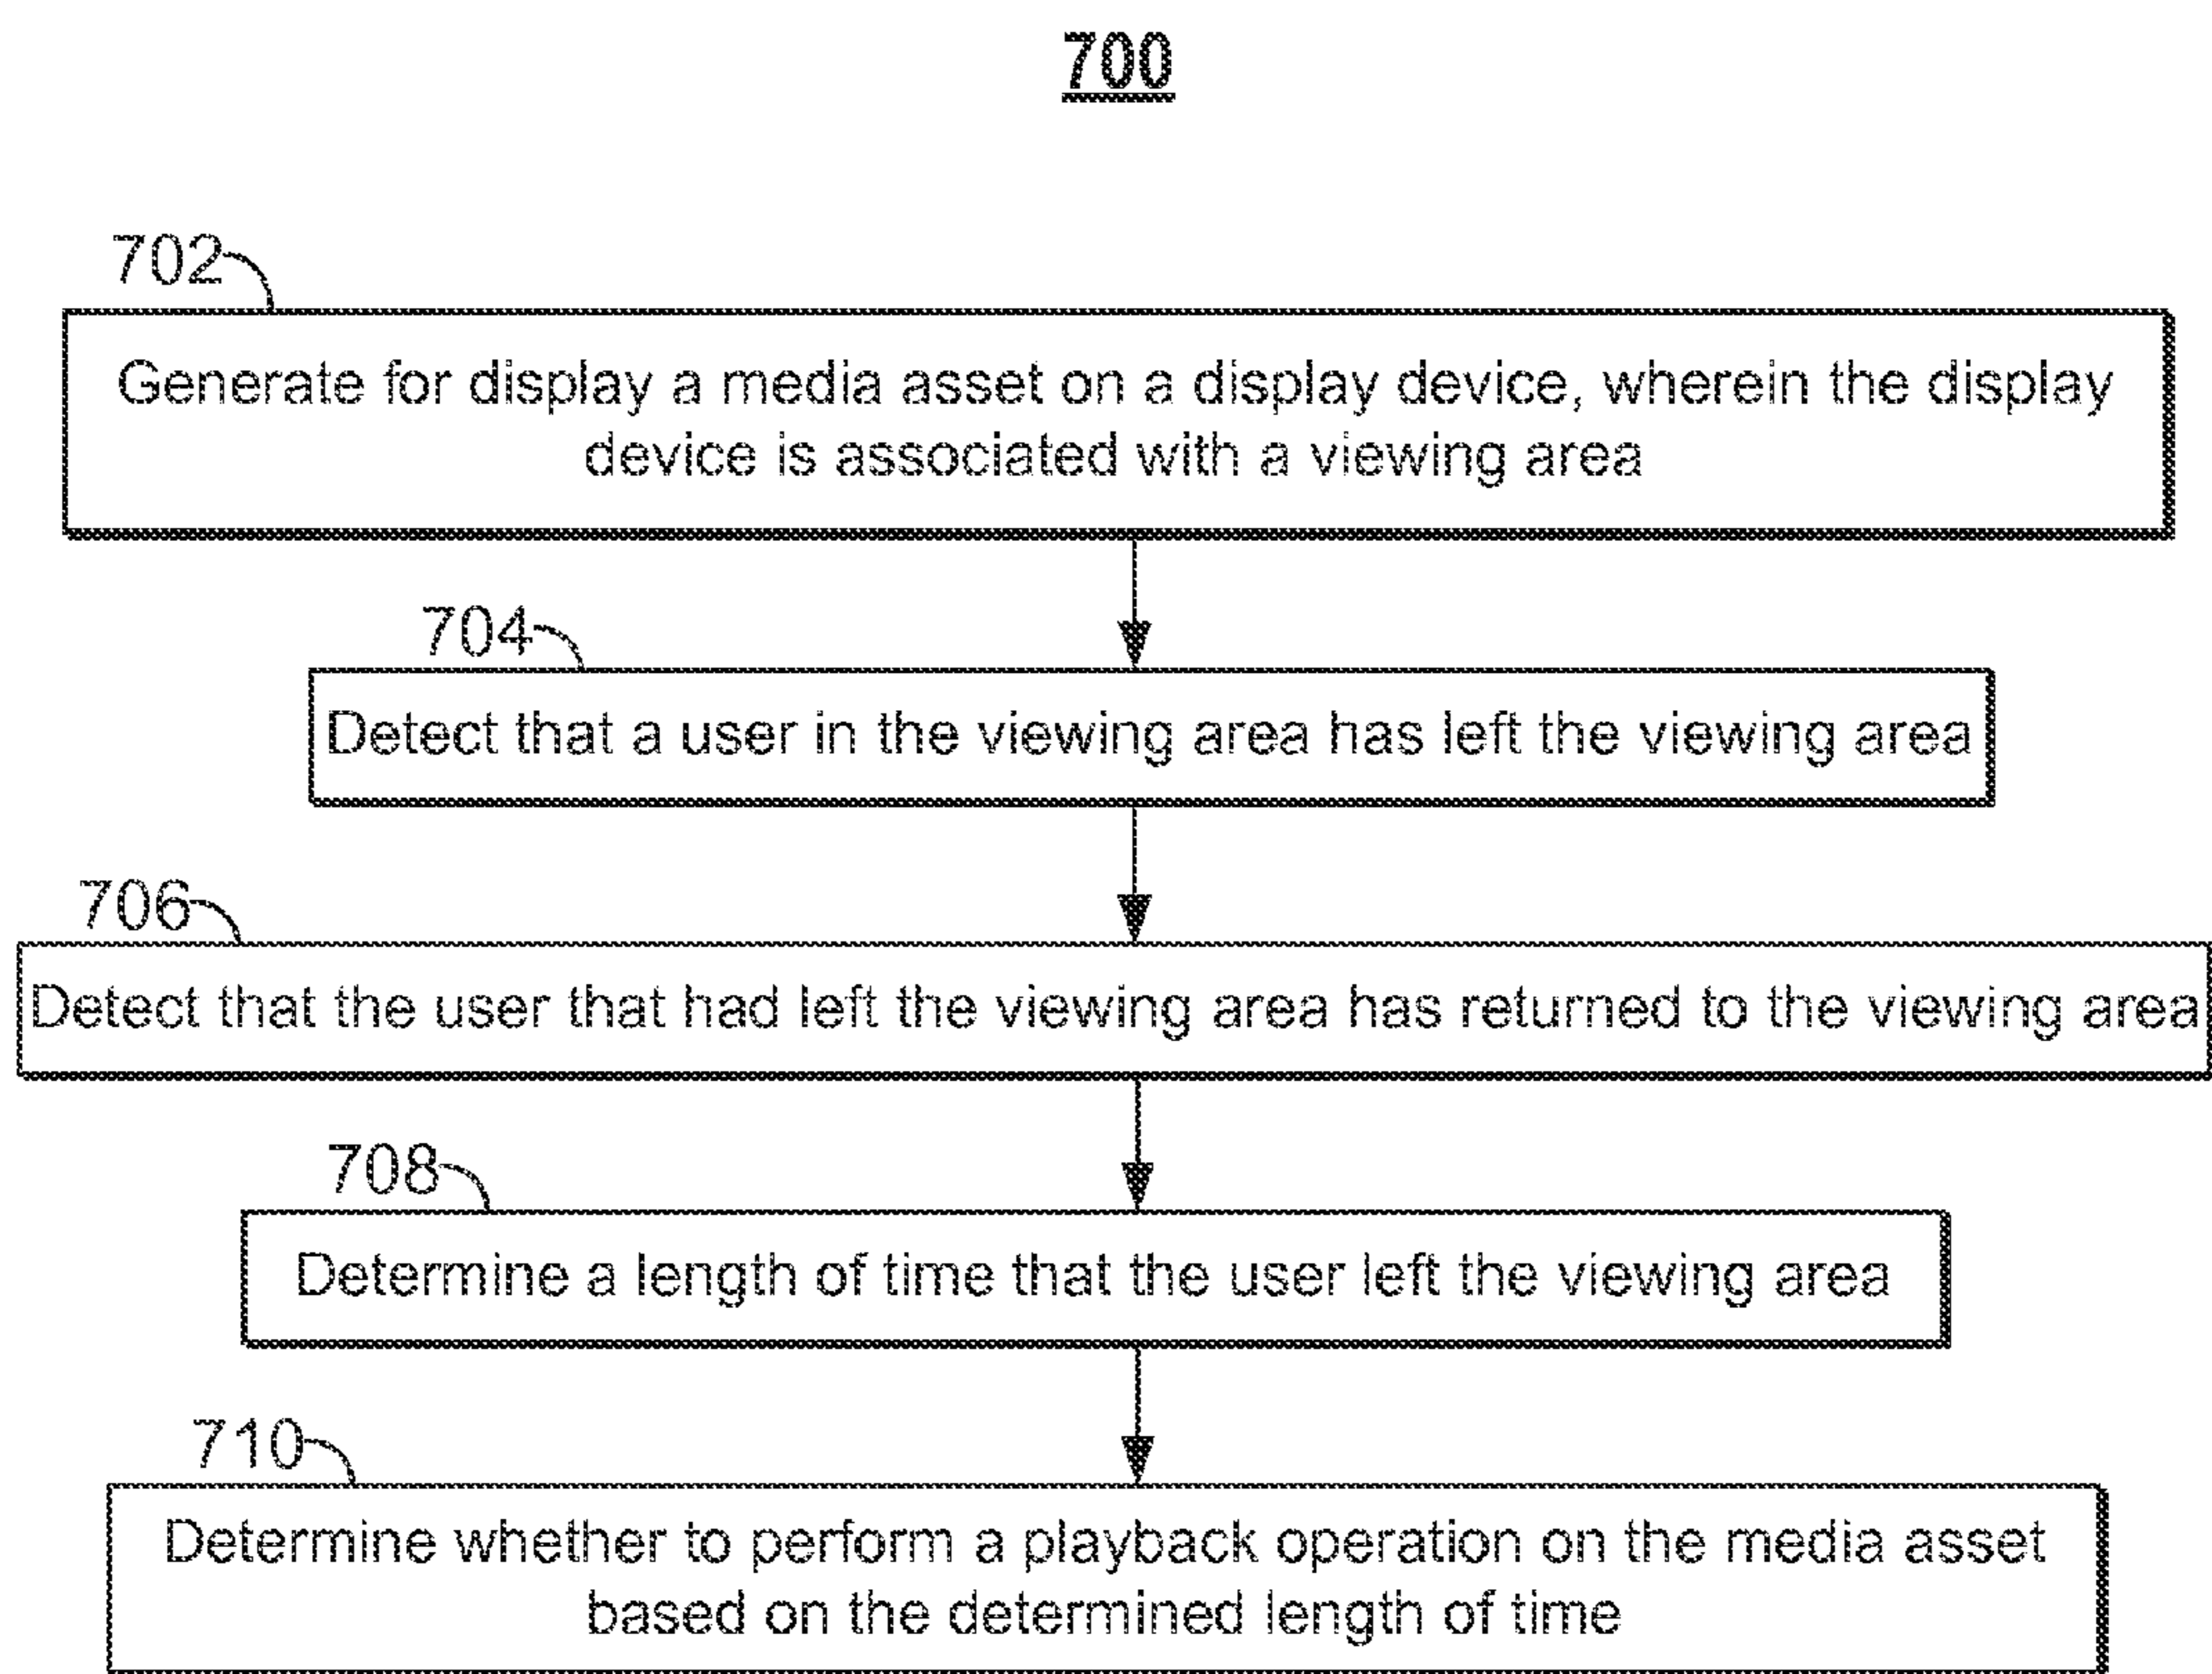 700
702
Generate for display a media asset on a display device, wherein the display
device is associated with a viewing area
704
Detect that a user in the viewing area has left the viewing area
706
Detect that the user that had left the viewing area has returned to the viewing area
708
Determine a length of time that the user left the viewing area
710
Determine whether to perform a playback operation on the media asset
based on the determined length of time